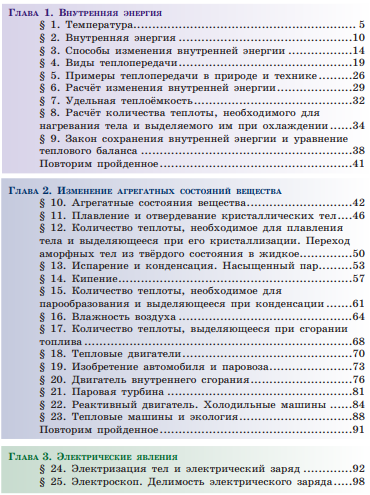 Глава 1. Внутренняя энергия
§ 1. Температура.....................................................5
§ 2. Внутренняя энергия ........................................10
§ 3. Способы изменения внутренней энергии ................14
§ 4. Виды теплопередачи ........................................19
§ 5. Примеры теплопередачи в природе и технике..........26
§ 6. Расчёт изменения внутренней энергии...................29
§ 7. Удельная теплоёмкость.....................................32
§ 8. Расчёт количества теплоты, необходимого для
нагревания тела и выделяемого им при охлаждении ......34
§ 9. Закон сохранения внутренней энергии и уравнение
теплового баланса ................................................38
Повторим пройденное............................................41
Глава 2. Изменение агрегатных состояний вещества
§ 10. Агрегатные состояния вещества.........................42
§ 11. Плавление и отвердевание кристаллических тел ....46
§ 12. Количество теплоты, необходимое для плавления
тела и выделяющееся при его кристаллизации. Переход
аморфных тел из твёрдого состояния в жидкое.............50
§ 13. Испарение и конденсация. Насыщенный пар.........53
§ 14. Кипение......................................................57
§ 15. Количество теплоты, необходимое для
парообразования и выделяющееся при конденсации ......61
§ 16. Влажность воздуха ........................................64
§ 17. Количество теплоты, выделяющееся при сгорании
топлива .............................................................68
§ 18. Тепловые двигатели .......................................70
§ 19. Изобретение автомобиля и паровоза....................73
§ 20. Двигатель внутреннего сгорания........................76
§ 21. Паровая турбина ...........................................81
§ 22. Реактивный двигатель. Холодильные машины ......84
§ 23. Тепловые машины и экология ..........................88
Повторим пройденное............................................91
Глава 3. Электрические явления
§ 24. Электризация тел и электрический заряд ............92
§ 25. Электроскоп. Делимость электрического заряда......98